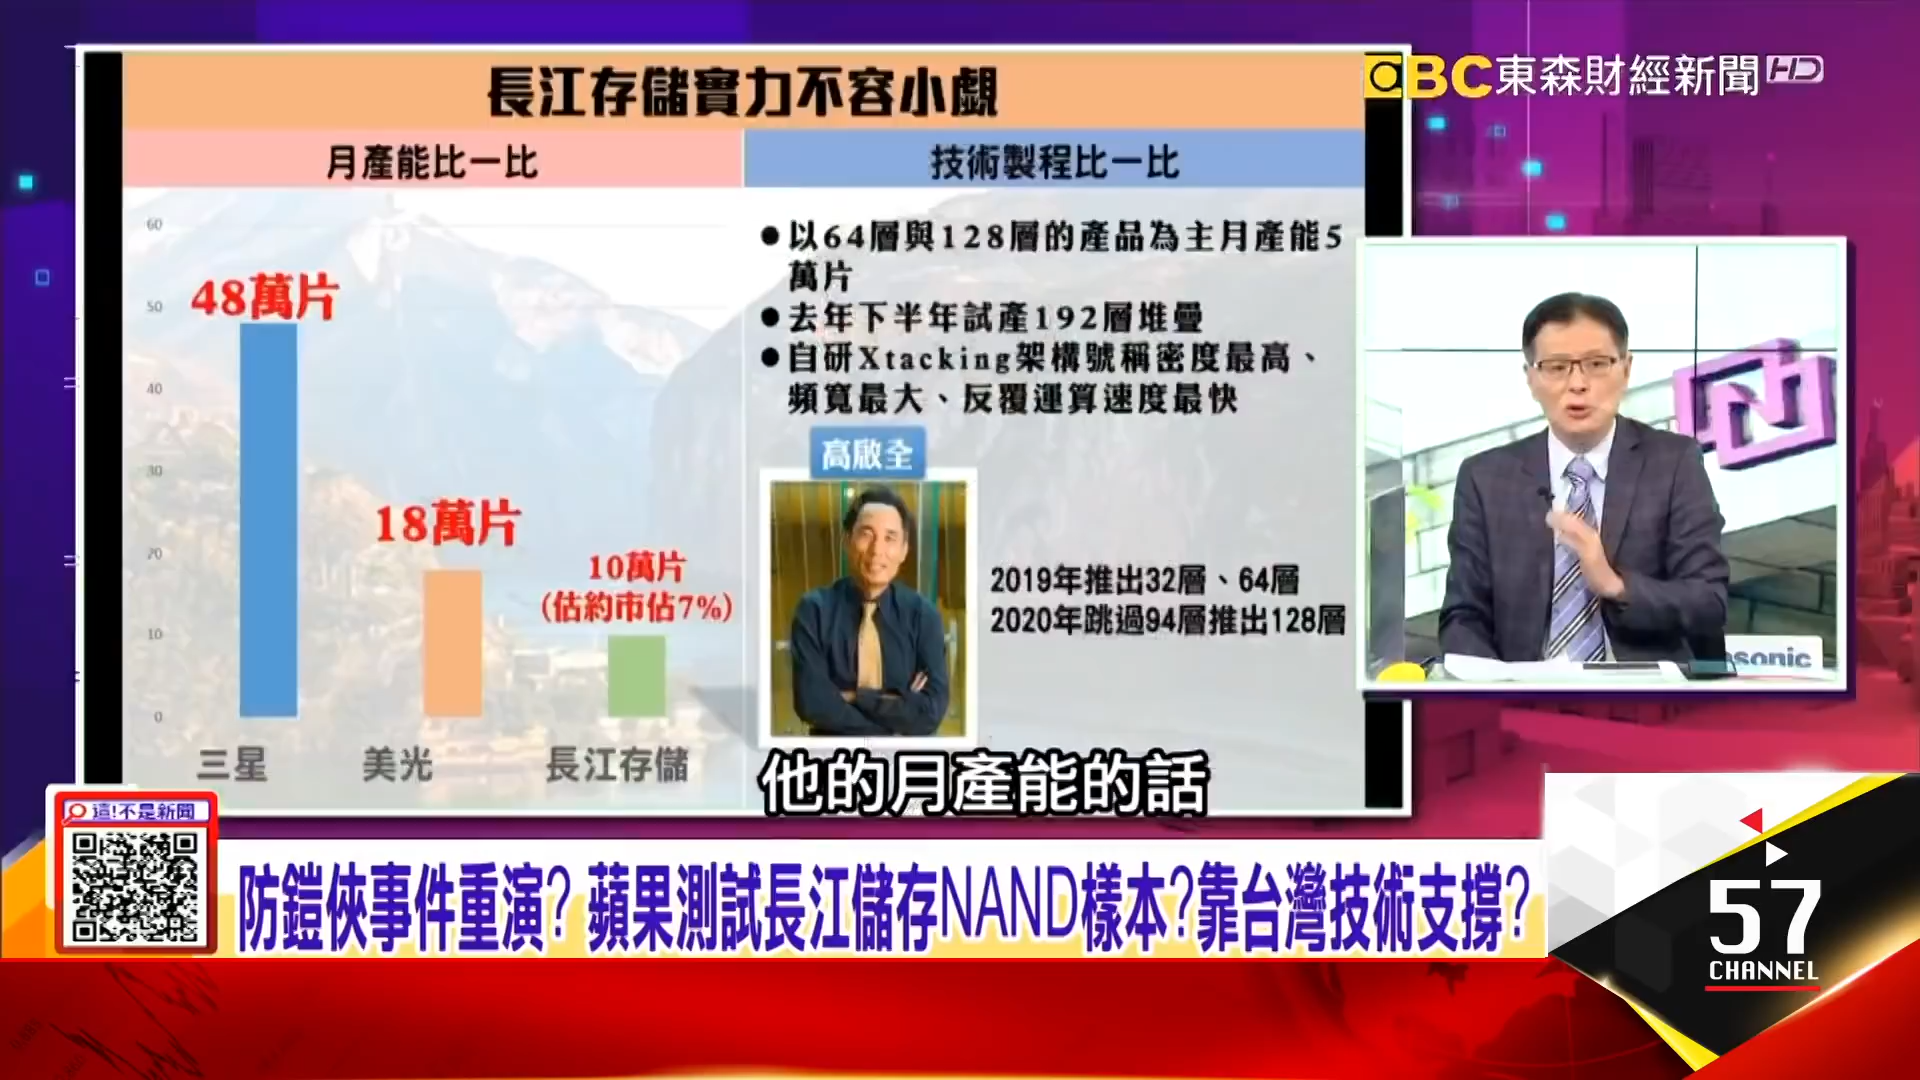 長江存儲實力不容小覷
EBC東森財經新聞HD
月產能比一比
技術製程比一比
60
50
40
30
20
10
0
48萬片
18萬片
10萬片
(估約市佔7%)
三星
美光
長江存儲
●以64層與128層的產品為主月產能5
萬片
●去年下半年試產192層堆疊
●自研Xtacking架構號稱密度最高、
頻寬最大、反覆運算速度最快
高啟全
2019年推出32層、64層
2020年跳過94層推出128層
asonic
他的月產能的話
這!不是新聞
防鎧俠事件重演?蘋果測試長江儲存NAND樣本?靠台灣技術支撐?
57
CHANNEL